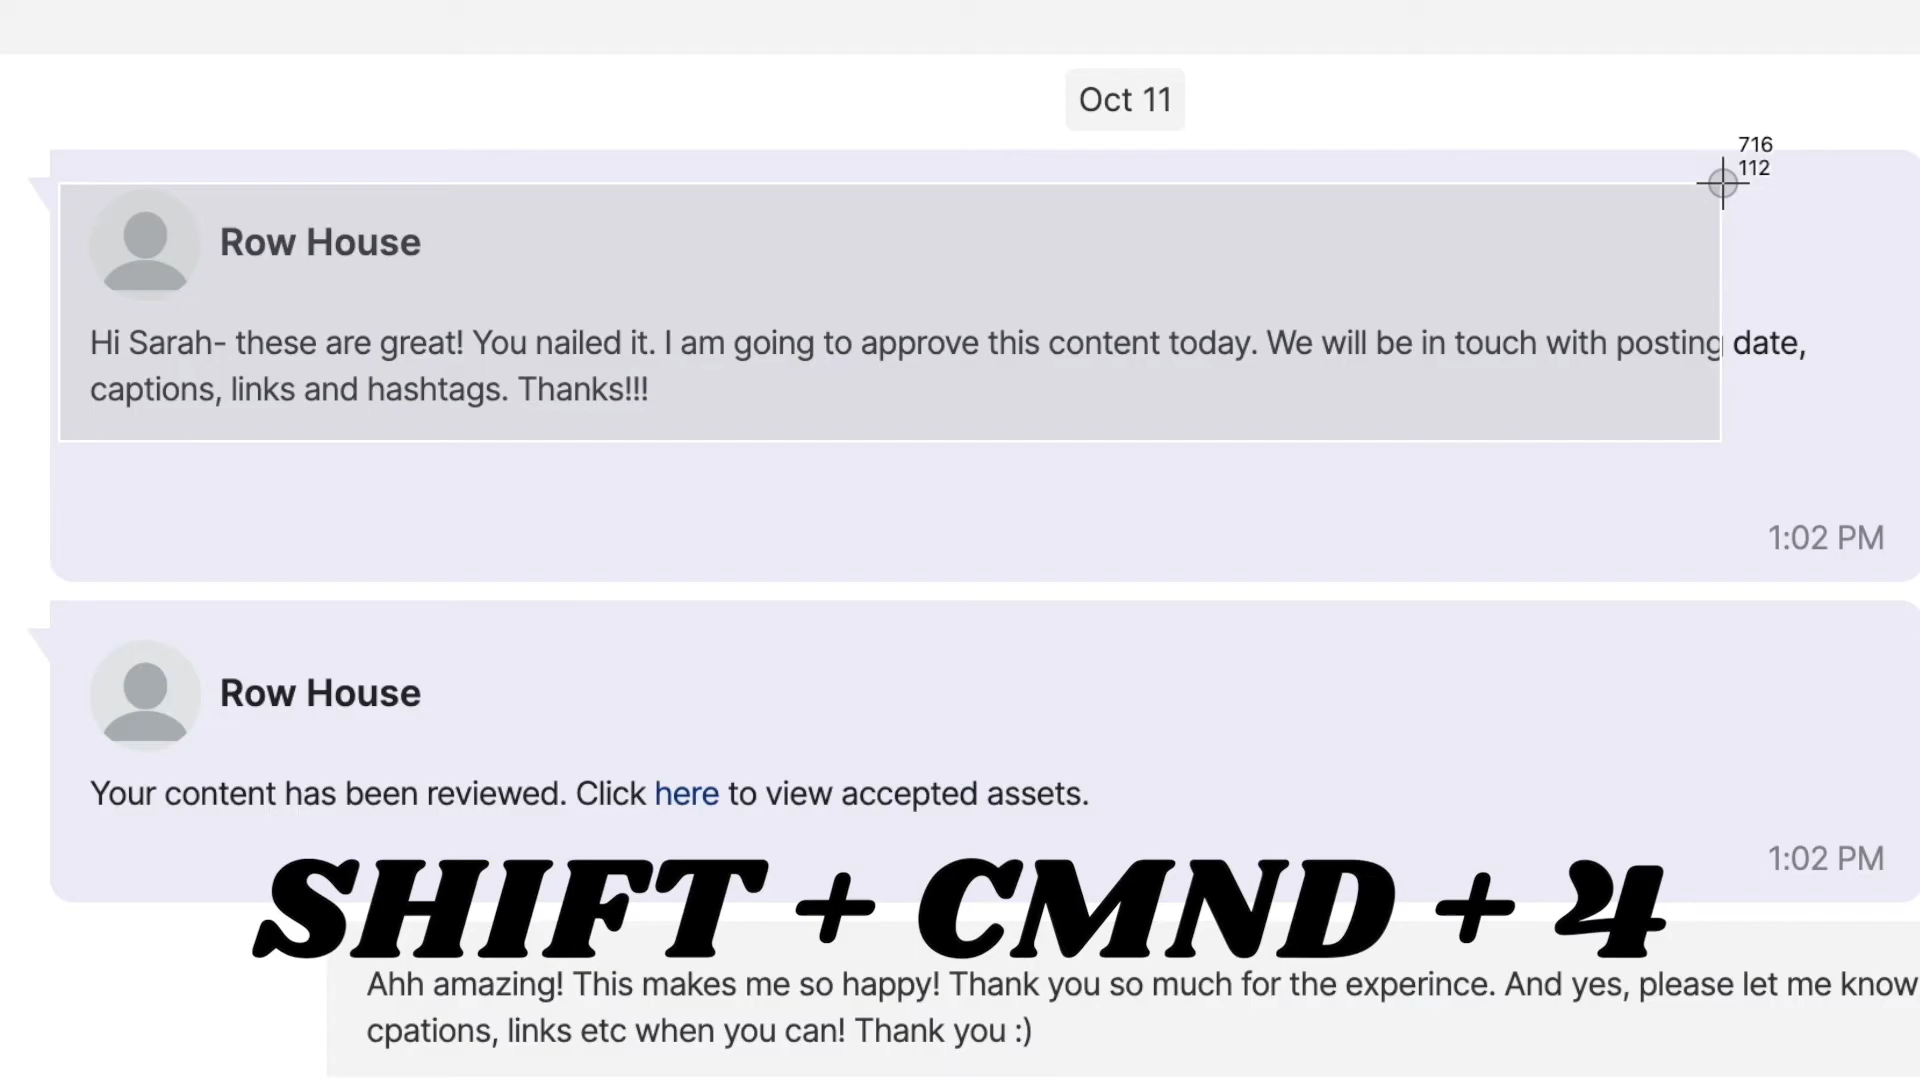 Oct 11
716
112
Row House
Hi Sarah- these are great! You nailed it. I am going to approve this content today. We will be in touch with posting date,
captions, links and hashtags. Thanks!!!
1:02 PM
Row House
Your content has been reviewed. Click here to view accepted assets.
1:02 PM
SHIFT + CMND + 4
Ahh amazing! This makes me so happy! Thank you so much for the experince. And yes, please let me know
cpations, links etc when you can! Thank you :)